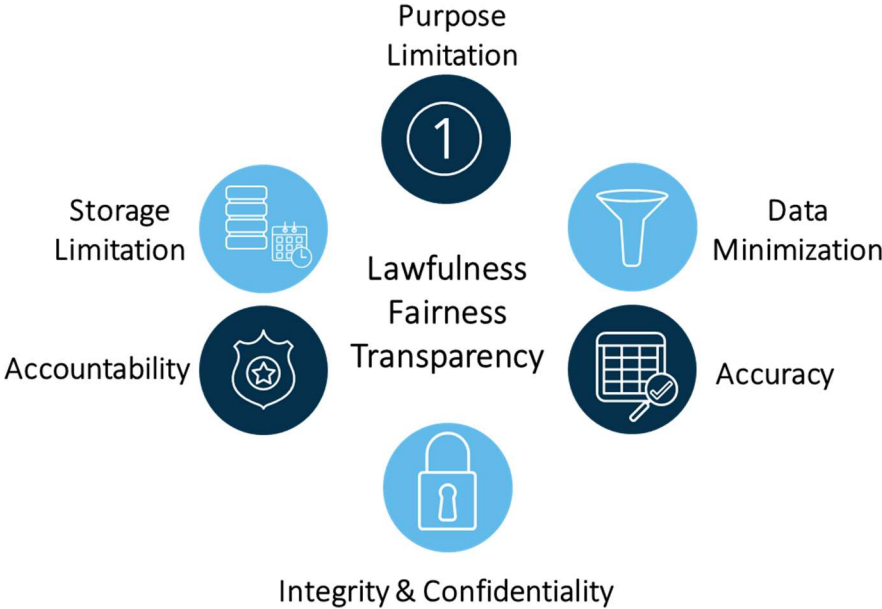 Purpose
Limitation
1
Storage
Limitation
Data
Minimization
Lawfulness
Fairness
Transparency
Accountability
Accuracy
Integrity & Confidentiality